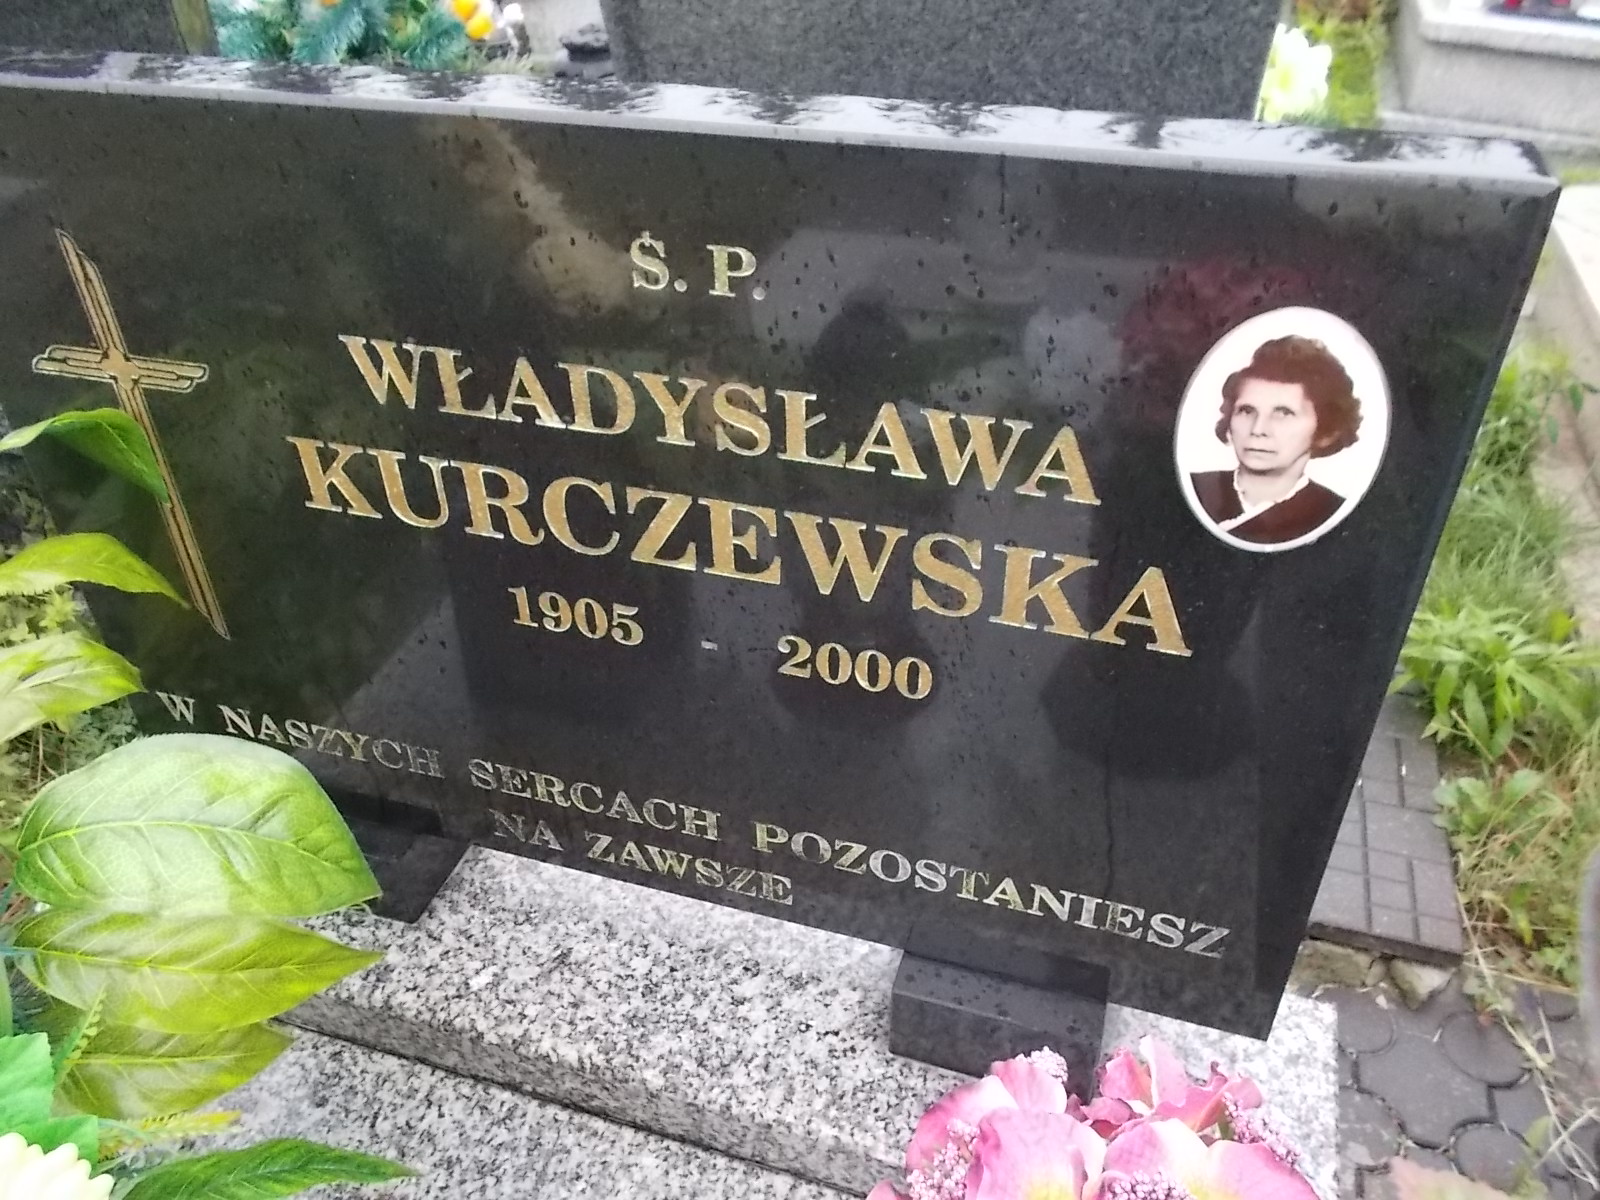 Ś. P.
WŁADYSŁAWA
KURCZEWSKA
1905 - 2000
W NASZYCH SERCACH POZOSTANIESZ
NA ZAWSZE